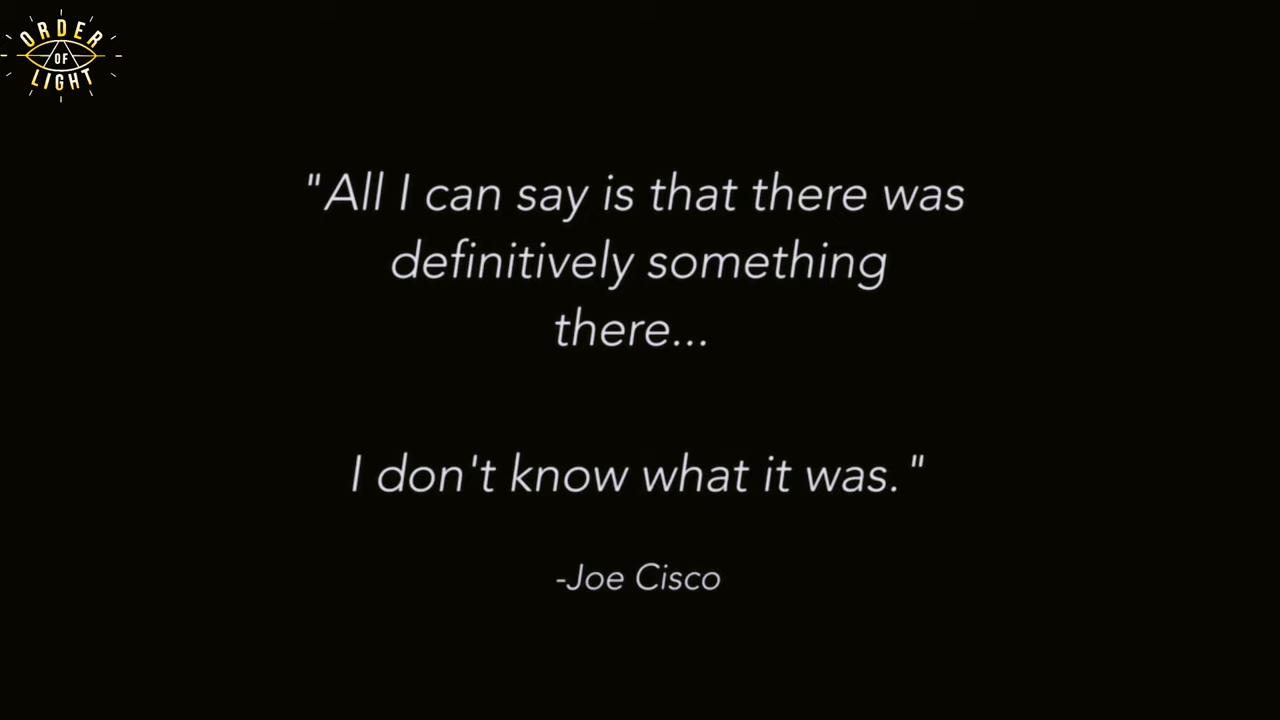 ORDER
OF
LIGHT
"All I can say is that there was
definitively something
there...
I don't know what it was."
-Joe Cisco